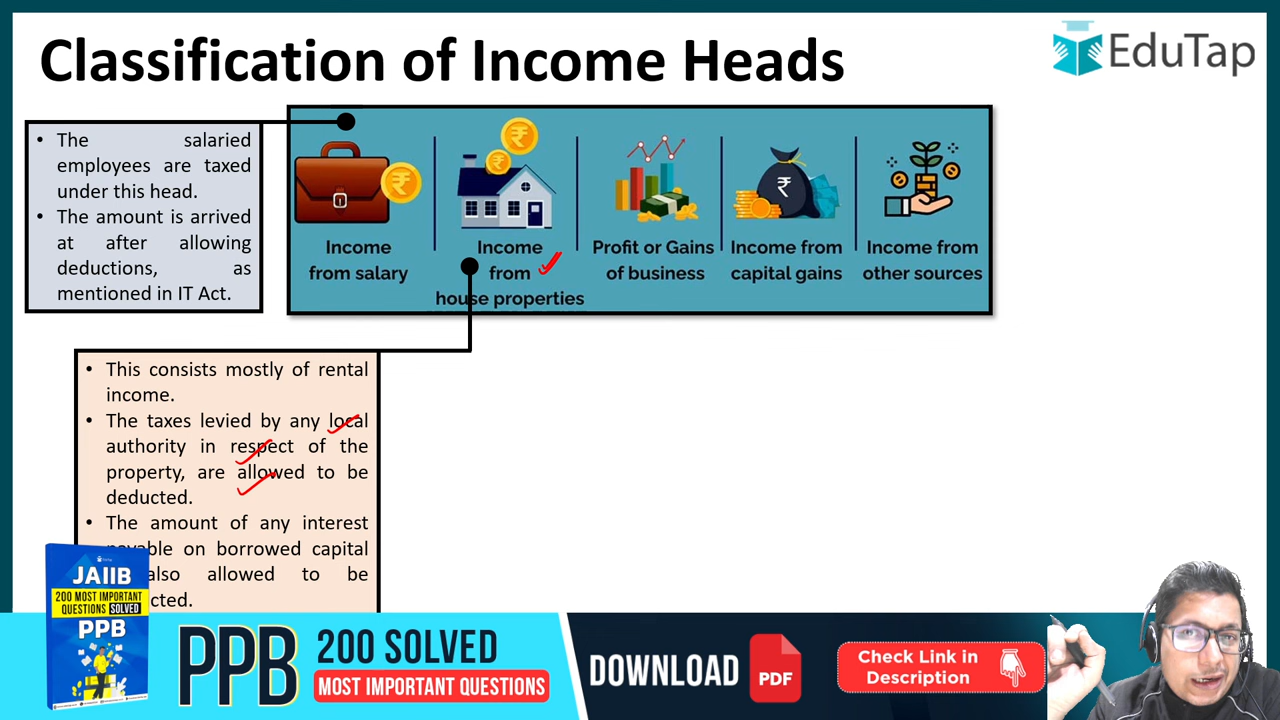 Classification of Income Heads
EduTap
• The salaried
employees are taxed
under this head.
• The amount is arrived
at after allowing
deductions, as
mentioned in IT Act.
Income
from salary
Income
from
house properties
Profit or Gains
of business
Income from
capital gains
Income from
other sources
• This consists mostly of rental
income.
• The taxes levied by any local
authority in respect of the
property, are allowed to be
deducted.
• The amount of any interest
payable on borrowed capital
also allowed to be
JAIIB
200 MOST IMPORTANT
QUESTIONS SOLVED
PPB
PPB
200 SOLVED
MOST IMPORTANT QUESTIONS
DOWNLOAD
PDF
Check Link in
Description